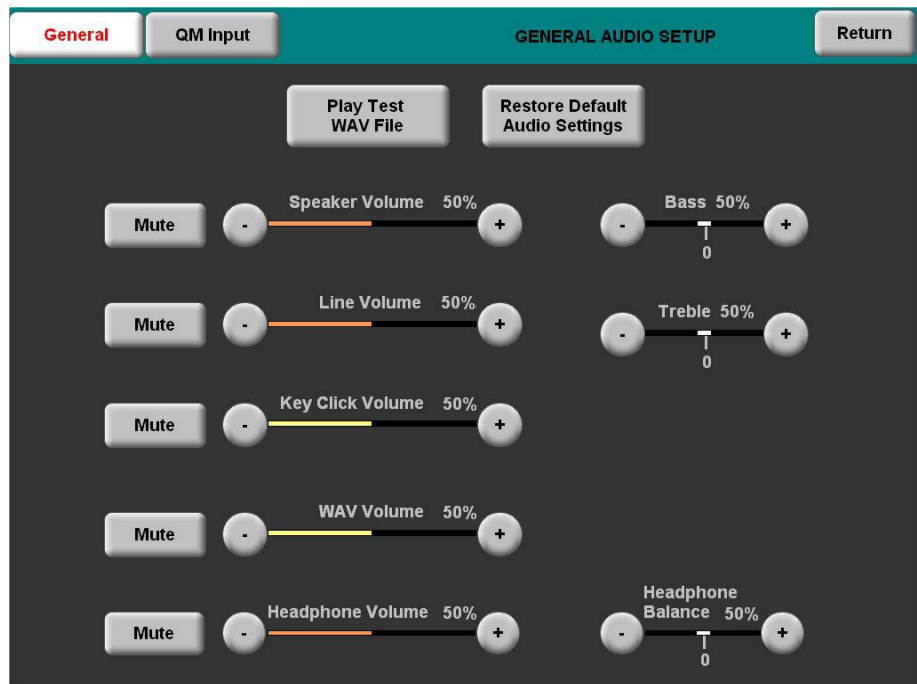 General
QM Input
GENERAL AUDIO SETUP
Return
Play Test
WAV File
Restore Default
Audio Settings
Mute
-
Speaker Volume 50%
+
-
Bass 50%
+
0
Mute
-
Line Volume 50%
+
-
Treble 50%
+
0
Mute
-
Key Click Volume 50%
+
Mute
-
WAV Volume 50%
+
Mute
-
Headphone Volume 50%
+
-
Headphone
Balance 50%
+
0